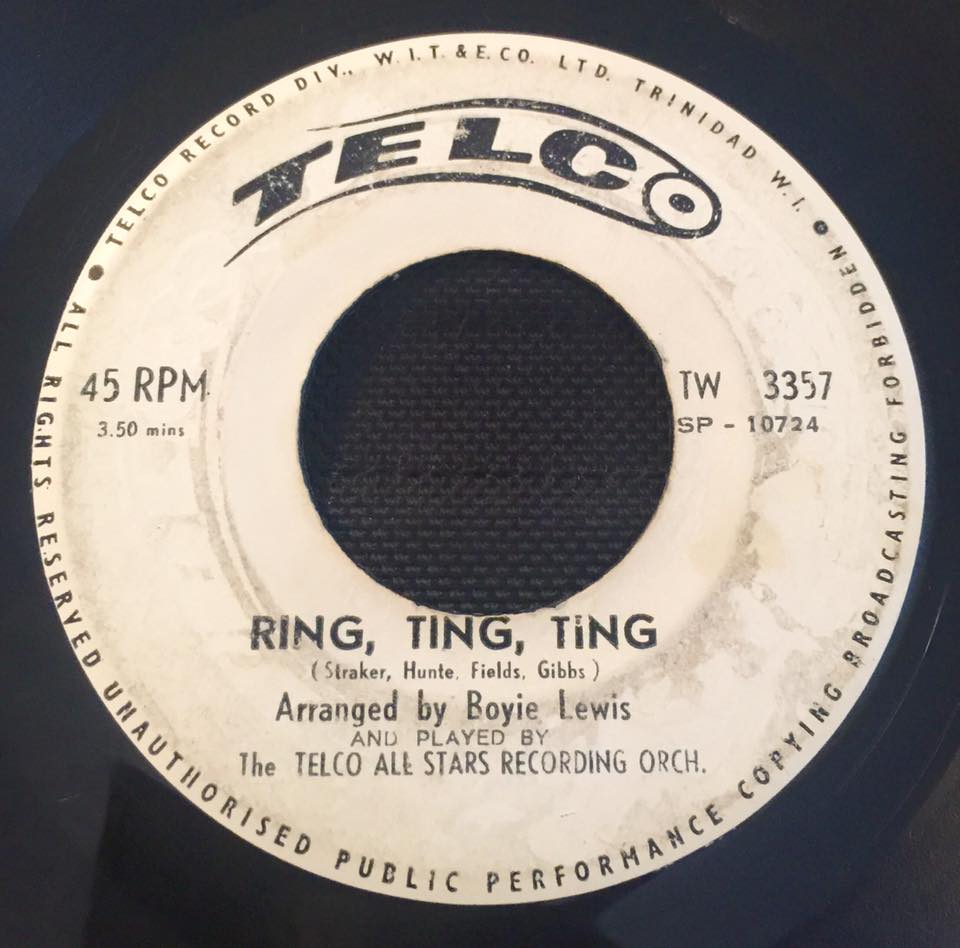 ● TELCO RECORD DIV., W.I.T. & E. CO. LTD. TRINIDAD W.I. ●
TELCO
45 RPM
3.50 mins
TW 3357
SP - 10724
RING, TING, TiNG
(Straker, Hunte, Fields, Gibbs)
Arranged by Boyie Lewis
AND PLAYED BY
The TELCO ALL STARS RECORDING ORCH.
ALL RIGHTS RESERVED UNAUTHORISED PUBLIC PERFORMANCE COPYING BROADCASTING FORBIDDEN